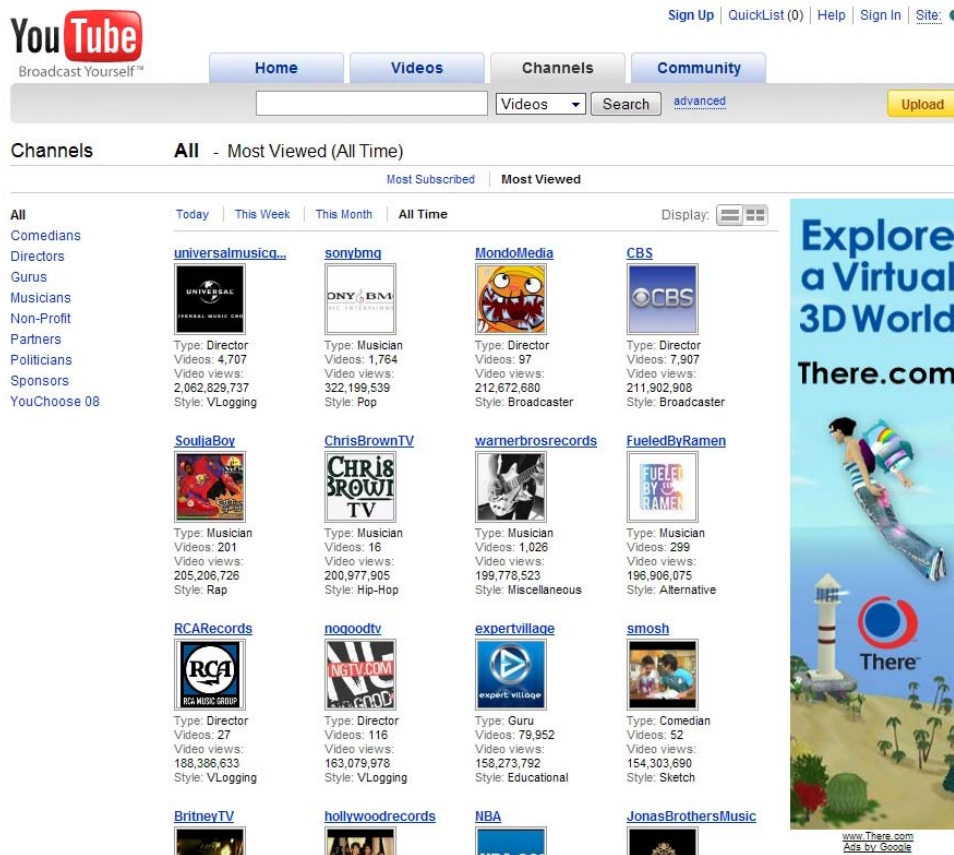 Sign Up | QuickList (0) | Help | Sign In | Site:
YouTube
Broadcast Yourself™
Home Videos Channels Community
Videos Search advanced Upload
Channels All - Most Viewed (All Time)
Most Subscribed | Most Viewed
All
Comedians
Directors
Gurus
Musicians
Non-Profit
Partners
Politicians
Sponsors
YouChoose 08
Today | This Week | This Month | All Time Display:
universalmusicg...
UNIVERSAL
Type: Director
Videos: 4,707
Video views:
2,062,829,737
Style: VLogging
sonybmg
Type: Musician
Videos: 1,764
Video views:
322,199,539
Style: Pop
MondoMedia
Type: Director
Videos: 97
Video views:
212,672,680
Style: Broadcaster
CBS
CBS
Type: Director
Videos: 7,907
Video views:
211,902,908
Style: Broadcaster
SouljaBoy
Type: Musician
Videos: 201
Video views:
205,206,726
Style: Rap
ChrisBrownTV
CHRIS
BROW
TV
Type: Musician
Videos: 16
Video views:
200,977,905
Style: Hip-Hop
warnerbrosrecords
Type: Musician
Videos: 1,026
Video views:
199,778,523
Style: Miscellaneous
FueledByRamen
FUELED
BY
RAMEN
Type: Musician
Videos: 299
Video views:
196,906,075
Style: Alternative
RCARecords
RCA
RCA MUSIC GROUP
Type: Director
Videos: 27
Video views:
188,386,633
Style: VLogging
nogoodtv
NGTV.COM
Type: Director
Videos: 116
Video views:
163,079,978
Style: VLogging
expertvillage
expert village
Type: Guru
Videos: 79,952
Video views:
158,273,792
Style: Educational
smosh
Type: Comedian
Videos: 52
Video views:
154,303,690
Style: Sketch
BritneyTV
hollywoodrecords
NBA
JonasBrothersMusic
Explore
a Virtual
3D World
There.com
There™
www.There.com
Ads by Google